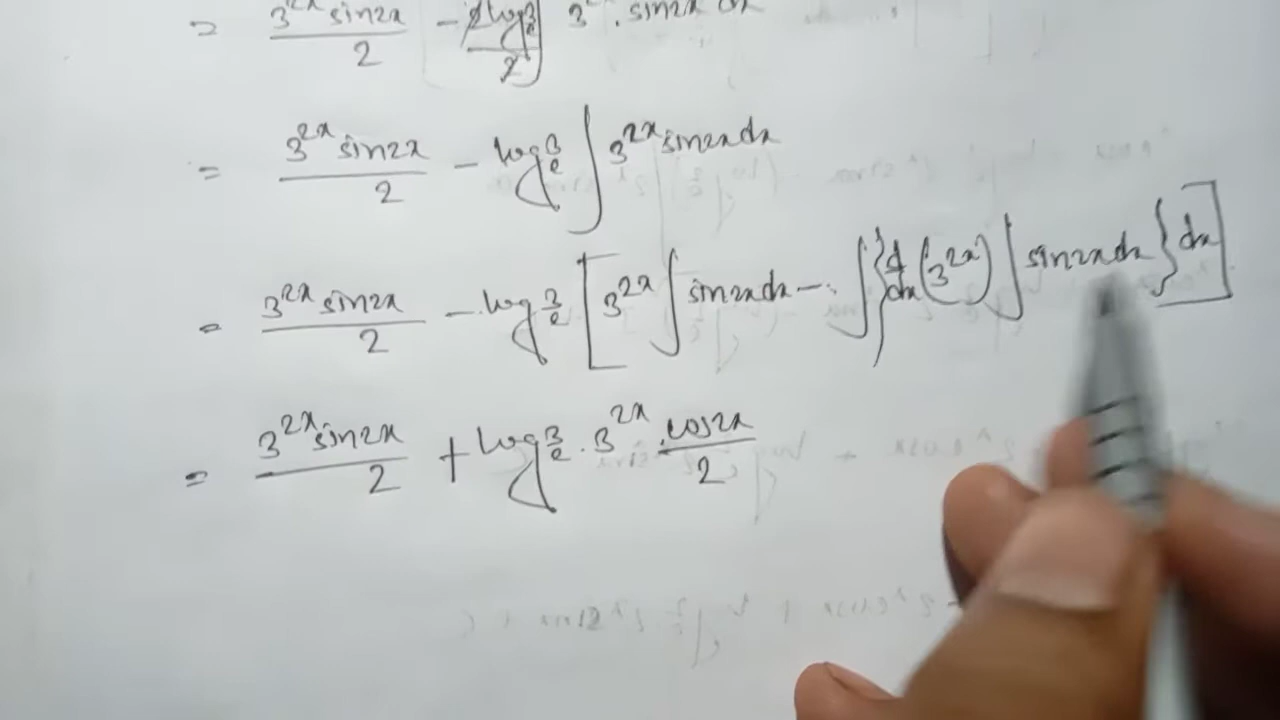 = 3^{2x} sin2x / 2 - 2log_e 3 / 2 ∫ 3^{2x} . sin2x dx
= 3^{2x} sin2x / 2 - log_e 3 ∫ 3^{2x} sin2x dx
= 3^{2x} sin2x / 2 - log_e 3 [ 3^{2x} ∫ sin2x dx - ∫ { d/dx (3^{2x}) ∫ sin2x dx } dx ]
= 3^{2x} sin2x / 2 + log_e 3 . 3^{2x} . cos2x / 2